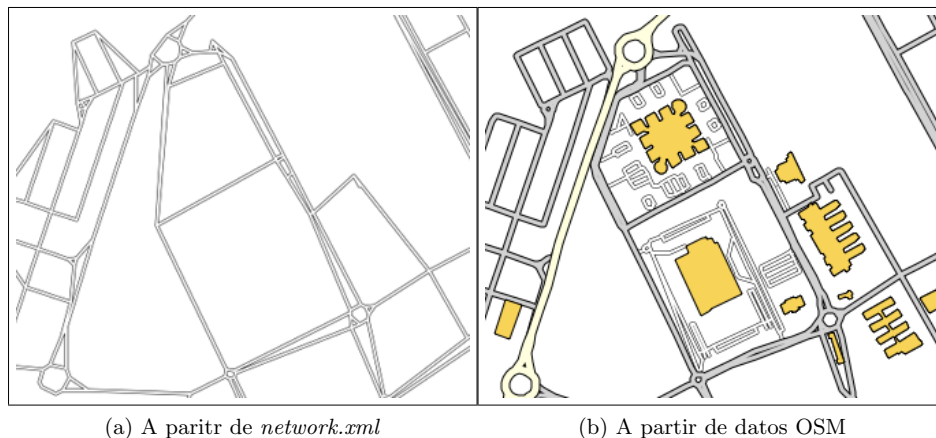 (a) A paritr de network.xml
(b) A partir de datos OSM